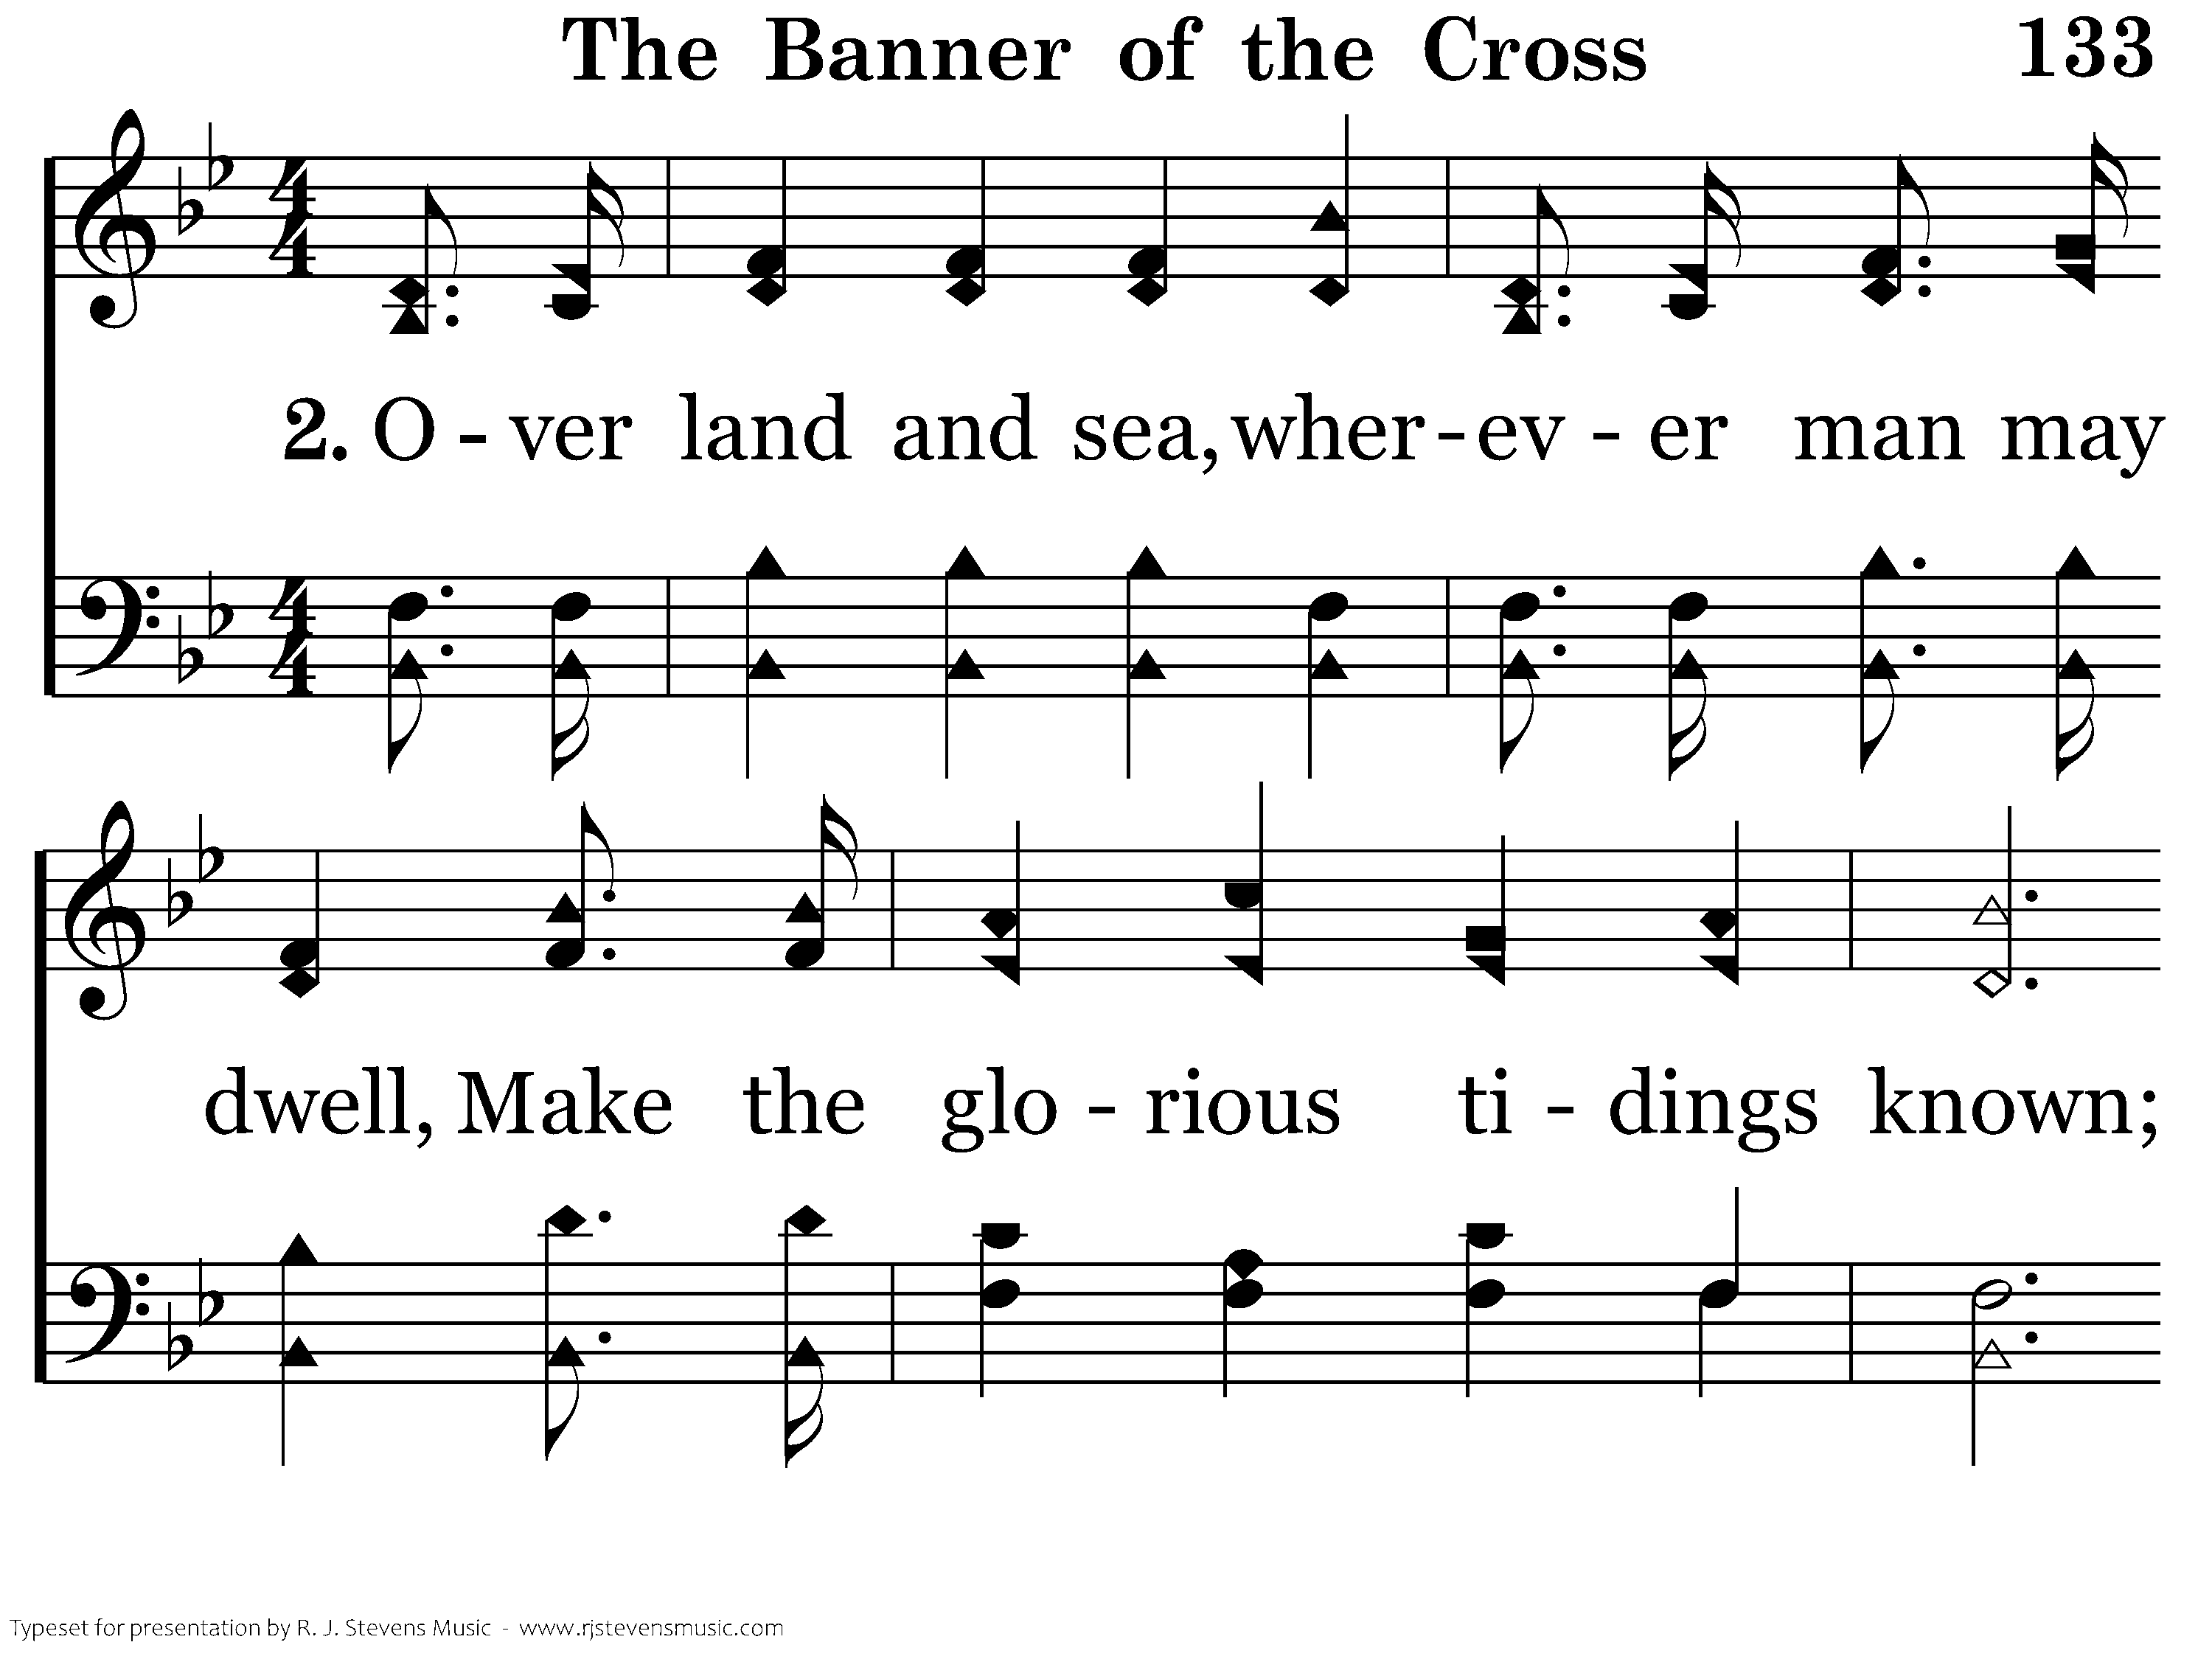 The Banner of the Cross 133
2. O - ver land and sea, wher - ev - er man may
dwell, Make the glo - rious ti - dings known;
Typeset for presentation by R. J. Stevens Music - www.rjstevensmusic.com